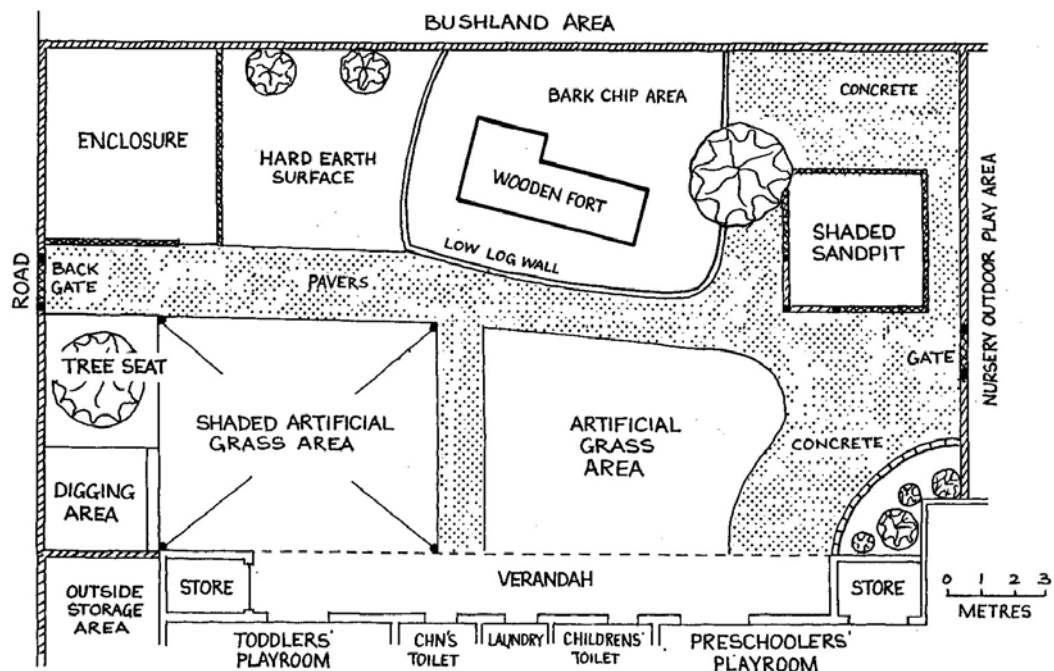 BUSHLAND AREA
CONCRETE
BARK CHIP AREA
ENCLOSURE
HARD EARTH
SURFACE
WOODEN FORT
SHADED
SANDPIT
NURSERY OUTDOOR PLAY AREA
LOW LOG WALL
ROAD
BACK
GATE
PAVERS
GATE
TREE SEAT
SHADED ARTIFICIAL
GRASS AREA
ARTIFICIAL
GRASS
AREA
CONCRETE
DIGGING
AREA
OUTSIDE
STORAGE
AREA
STORE
VERANDAH
STORE
0 1 2 3
METRES
TODDLERS'
PLAYROOM
CHN'S
TOILET
LAUNDRY
CHILDRENS'
TOILET
PRESCHOOLERS'
PLAYROOM